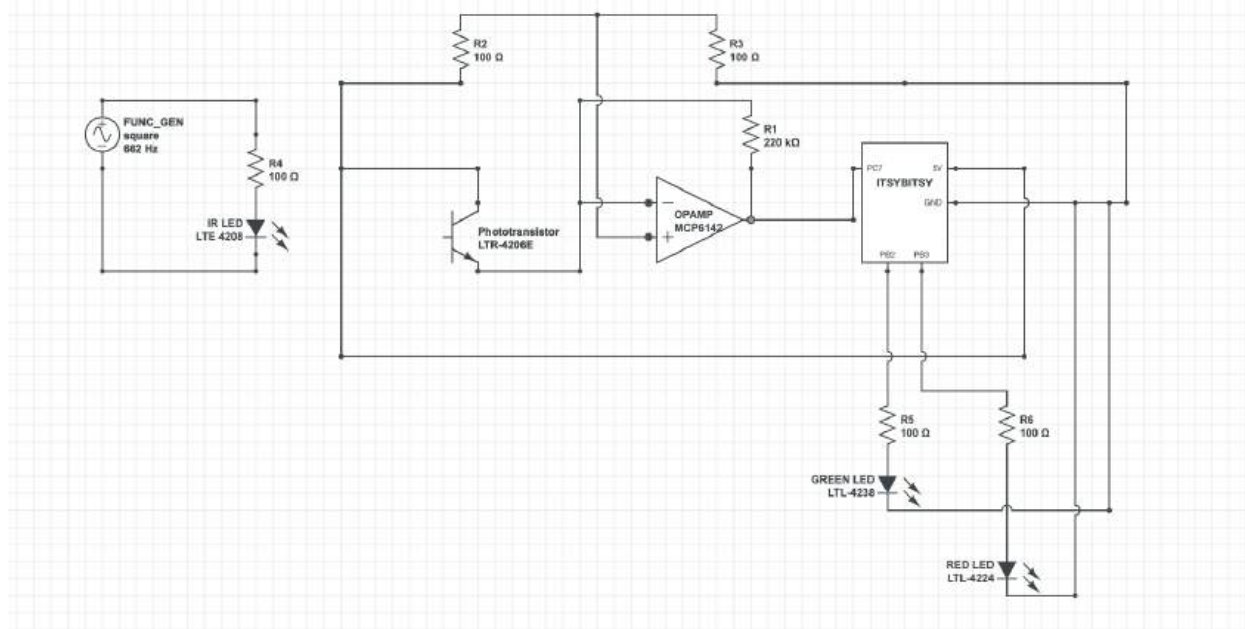 R2
100 Ω
R3
100 Ω
FUNC_GEN
square
662 Hz
R4
100 Ω
IR LED
LTE 4208
R1
220 kΩ
Phototransistor
LTR-4206E
OPAMP
MCP6142
PC7
5V
ITSYBITSY
GND
PB2
PB3
R5
100 Ω
R6
100 Ω
GREEN LED
LTL-4238
RED LED
LTL-4224